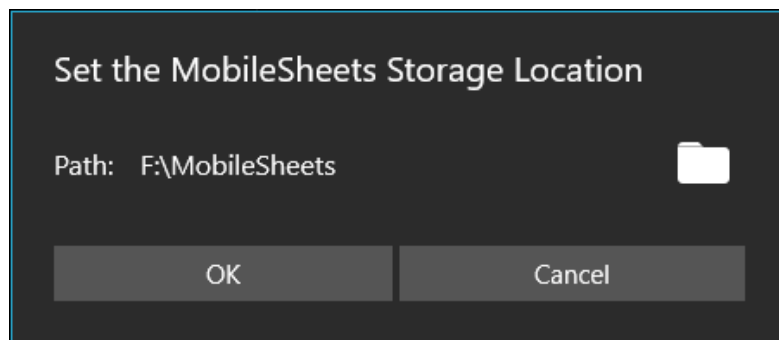 Set the MobileSheets Storage Location
Path: F:\MobileSheets
OK
Cancel